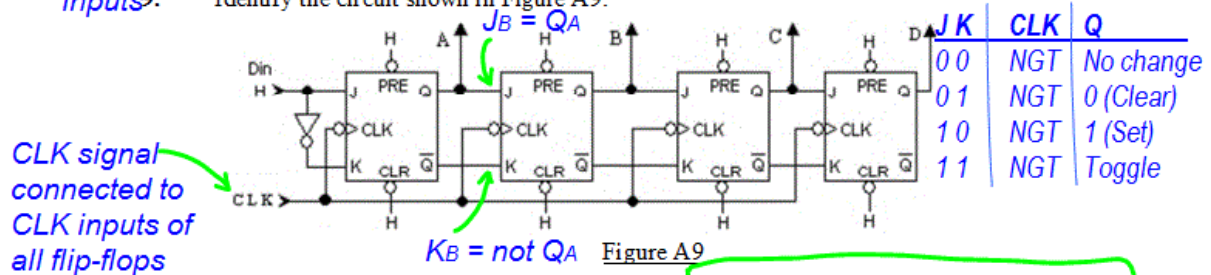 inputs 9. Identify the circuit shown in Figure A9.
JB = QA
J K CLK Q
0 0 NGT No change
0 1 NGT 0 (Clear)
1 0 NGT 1 (Set)
1 1 NGT Toggle
H A H B H C H D
Din
H
J PRE Q J PRE Q J PRE Q J PRE Q
CLK CLK CLK CLK
K CLR Q̅ K CLR Q̅ K CLR Q̅ K CLR Q̅
CLK
H H H H
CLK signal
connected to
CLK inputs of
all flip-flops
KB = not QA
Figure A9